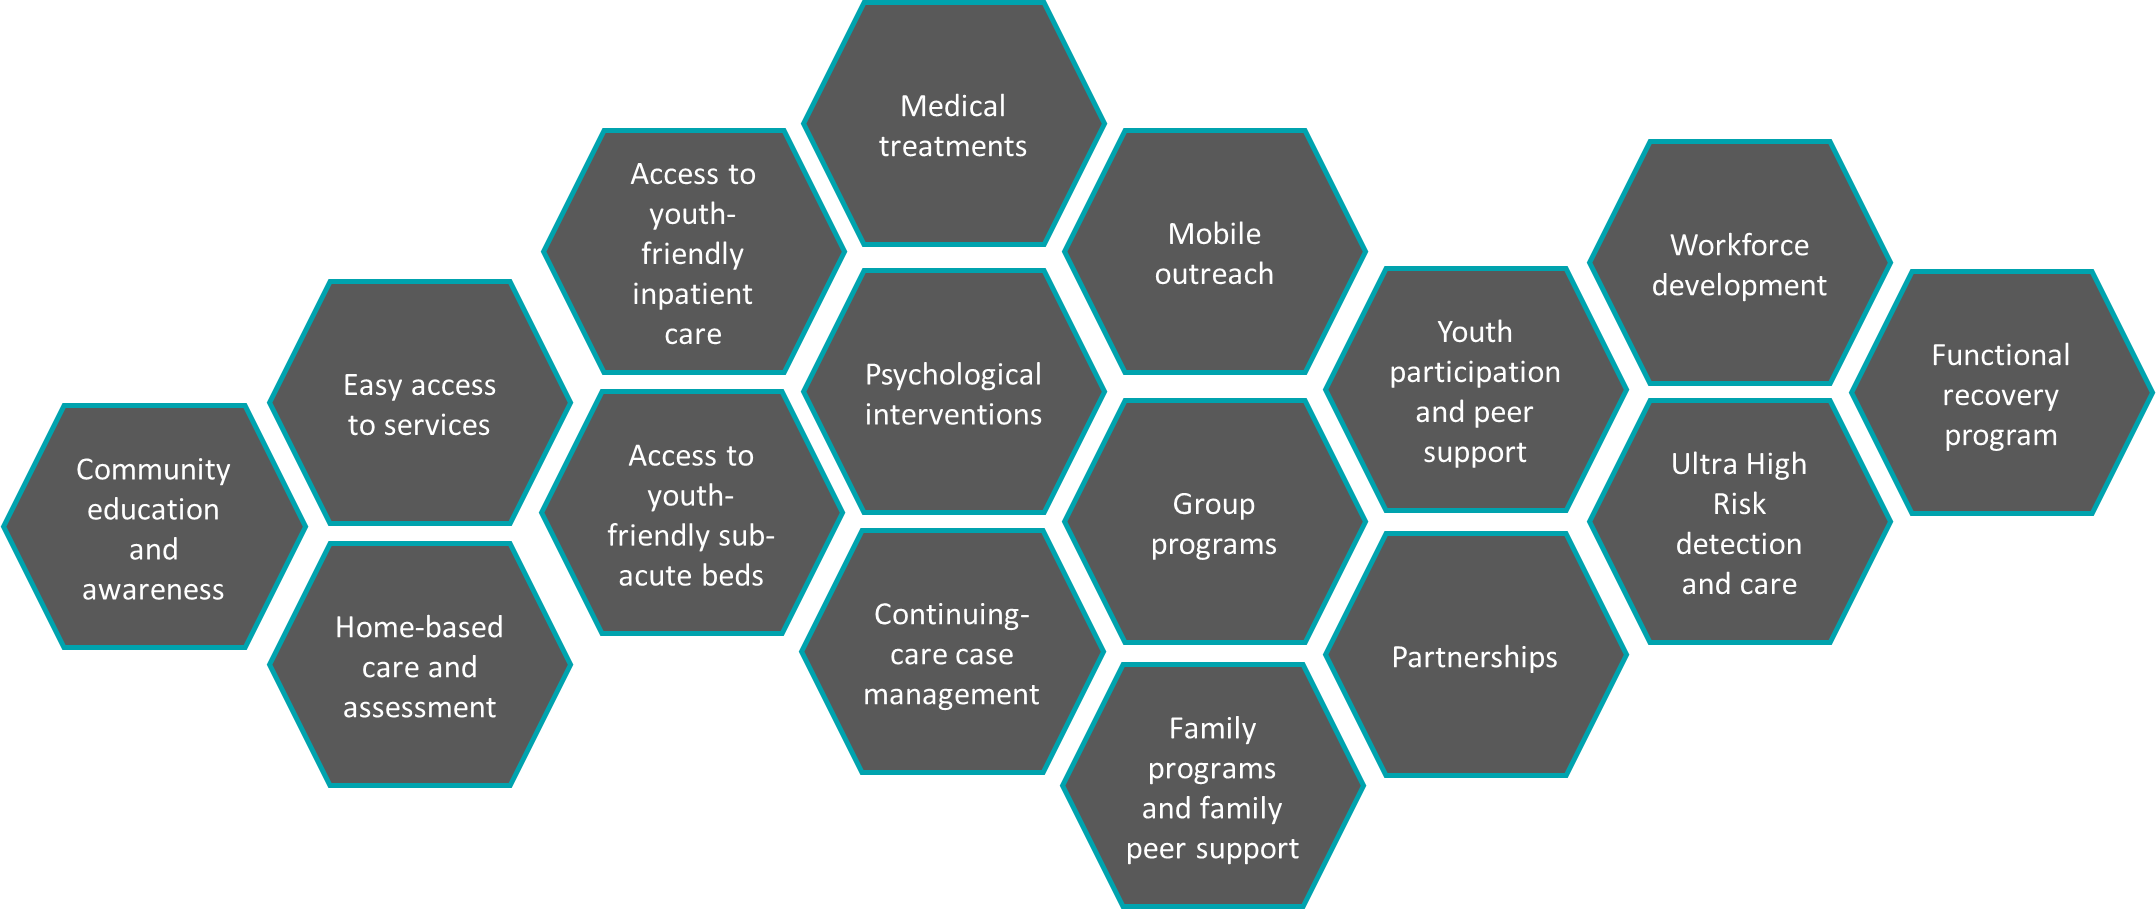 Medical
treatments
Access to
youth-
friendly
inpatient
care
Mobile
outreach
Workforce
development
Easy access
to services
Psychological
interventions
Youth
participation
and peer
support
Functional
recovery
program
Community
education
and
awareness
Access to
youth-
friendly sub-
acute beds
Group
programs
Ultra High
Risk
detection
and care
Home-based
care and
assessment
Continuing-
care case
management
Partnerships
Family
programs
and family
peer support